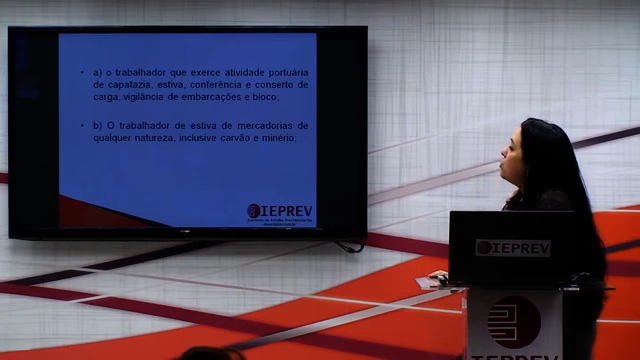 • a) o trabalhador que exerce atividade portuária
de capatazia, estiva, conferência e conserto de
carga, vigilância de embarcações e bloco;
• b) O trabalhador de estiva de mercadorias de
qualquer natureza, inclusive carvão e minério;
IEPREV
IEPREV
IEPREV